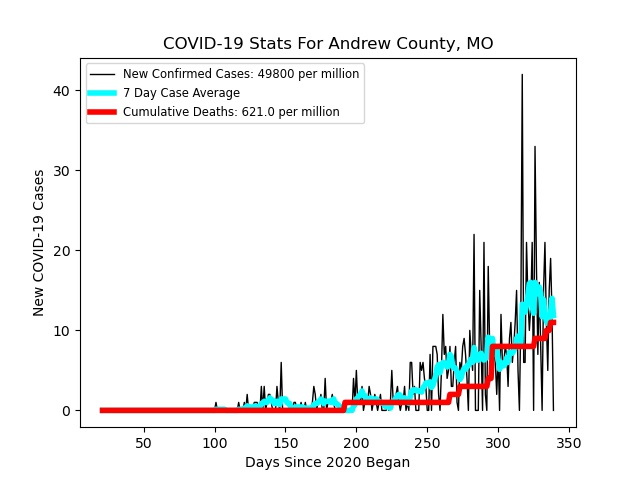 COVID-19 Stats For Andrew County, MO
New Confirmed Cases: 49800 per million
7 Day Case Average
Cumulative Deaths: 621.0 per million
New COVID-19 Cases
40
30
20
10
0
50 100 150 200 250 300 350
Days Since 2020 Began